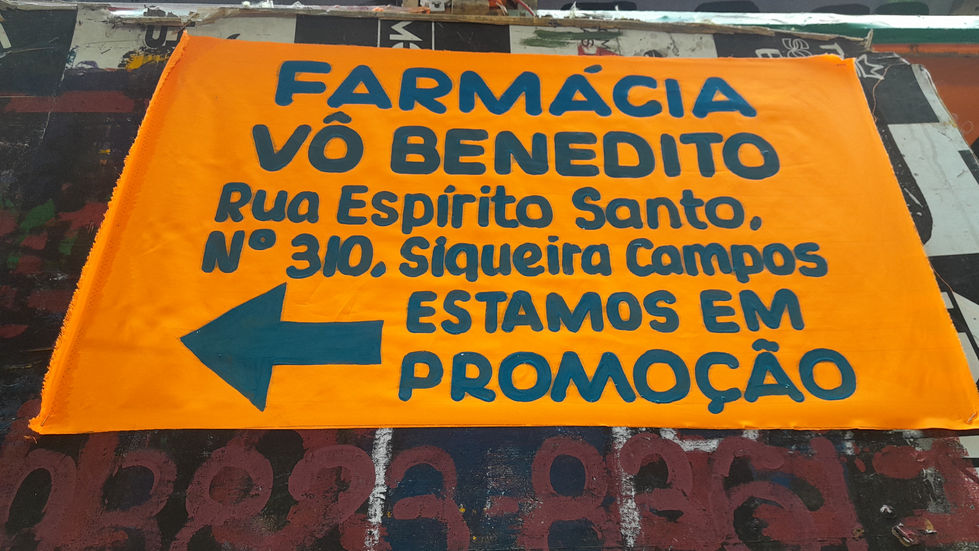 FARMÁCIA
VÔ BENEDITO
Rua Espírito Santo,
Nº 310, Siqueira Campos
ESTAMOS EM
PROMOÇÃO